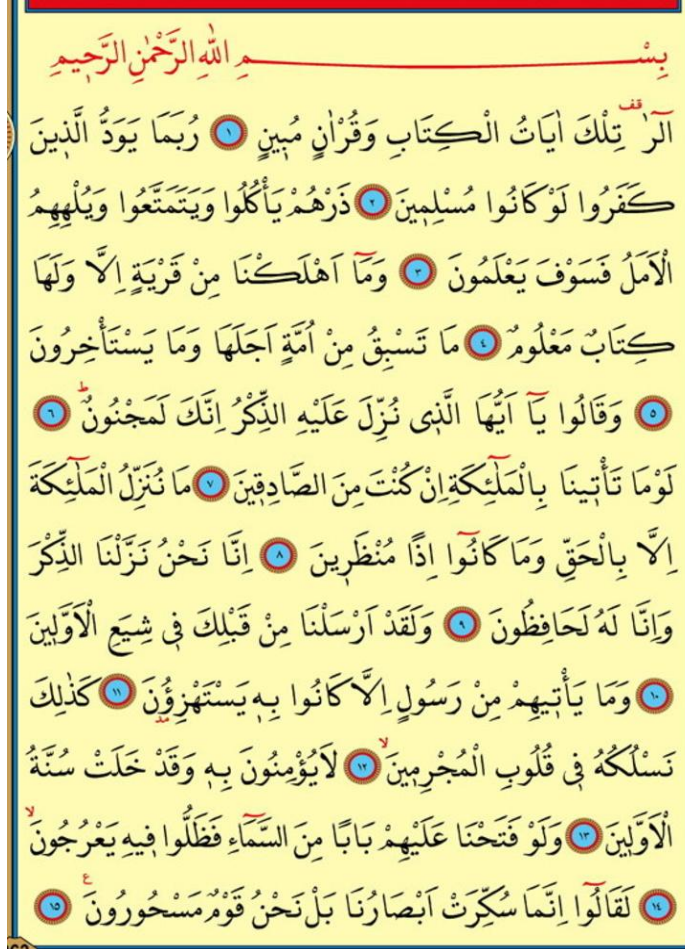 بِسْمِ اللّٰهِ الرَّحْمٰنِ الرَّحٖيمِ
الٓرٰ ࣞ تِلْكَ اٰيَاتُ الْكِتَابِ وَقُرْاٰنٍ مُبٖينٍ ﴿١﴾ رُبَمَا يَوَدُّ الَّذٖينَ
كَفَرُوا لَوْ كَانُوا مُسْلِمٖينَ ﴿٢﴾ ذَرْهُمْ يَأْكُلُوا وَيَتَمَتَّعُوا وَيُلْهِهِمُ
الْاَمَلُ فَسَوْفَ يَعْلَمُونَ ﴿٣﴾ وَمَٓا اَهْلَكْنَا مِنْ قَرْيَةٍ اِلَّا وَلَهَا
كِتَابٌ مَعْلُومٌ ﴿٤﴾ مَا تَسْبِقُ مِنْ اُمَّةٍ اَجَلَهَا وَمَا يَسْتَأْخِرُونَ
﴿٥﴾ وَقَالُوا يَٓا اَيُّهَا الَّذٖى نُزِّلَ عَلَيْهِ الذِّكْرُ اِنَّكَ لَمَجْنُونٌؕ ﴿٦﴾
لَوْمَا تَأْتٖينَا بِالْمَلٰٓئِكَةِ اِنْ كُنْتَ مِنَ الصَّادِقٖينَ ﴿٧﴾ مَا نُنَزِّلُ الْمَلٰٓئِكَةَ
اِلَّا بِالْحَقِّ وَمَا كَانُٓوا اِذًا مُنْظَرٖينَ ﴿٨﴾ اِنَّا نَحْنُ نَزَّلْنَا الذِّكْرَ
وَاِنَّا لَهُ لَحَافِظُونَ ﴿٩﴾ وَلَقَدْ اَرْسَلْنَا مِنْ قَبْلِكَ فٖى شِيَعِ الْاَوَّلٖينَ
﴿١٠﴾ وَمَا يَأْتٖيهِمْ مِنْ رَسُولٍ اِلَّا كَانُوا بِهٖ يَسْتَهْزِؤُنَ ﴿١١﴾ كَذٰلِكَ
نَسْلُكُهُ فٖى قُلُوبِ الْمُجْرِمٖينَۙ ﴿١٢﴾ لَا يُؤْمِنُونَ بِهٖ وَقَدْ خَلَتْ سُنَّةُ
الْاَوَّلٖينَ ﴿١٣﴾ وَلَوْ فَتَحْنَا عَلَيْهِمْ بَابًا مِنَ السَّمَٓاءِ فَظَلُّوا فٖيهِ يَعْرُجُونَۙ
﴿١٤﴾ لَقَالُٓوا اِنَّمَا سُكِّرَتْ اَبْصَارُنَا بَلْ نَحْنُ قَوْمٌ مَسْحُورُونَ ࣖ ﴿١٥﴾